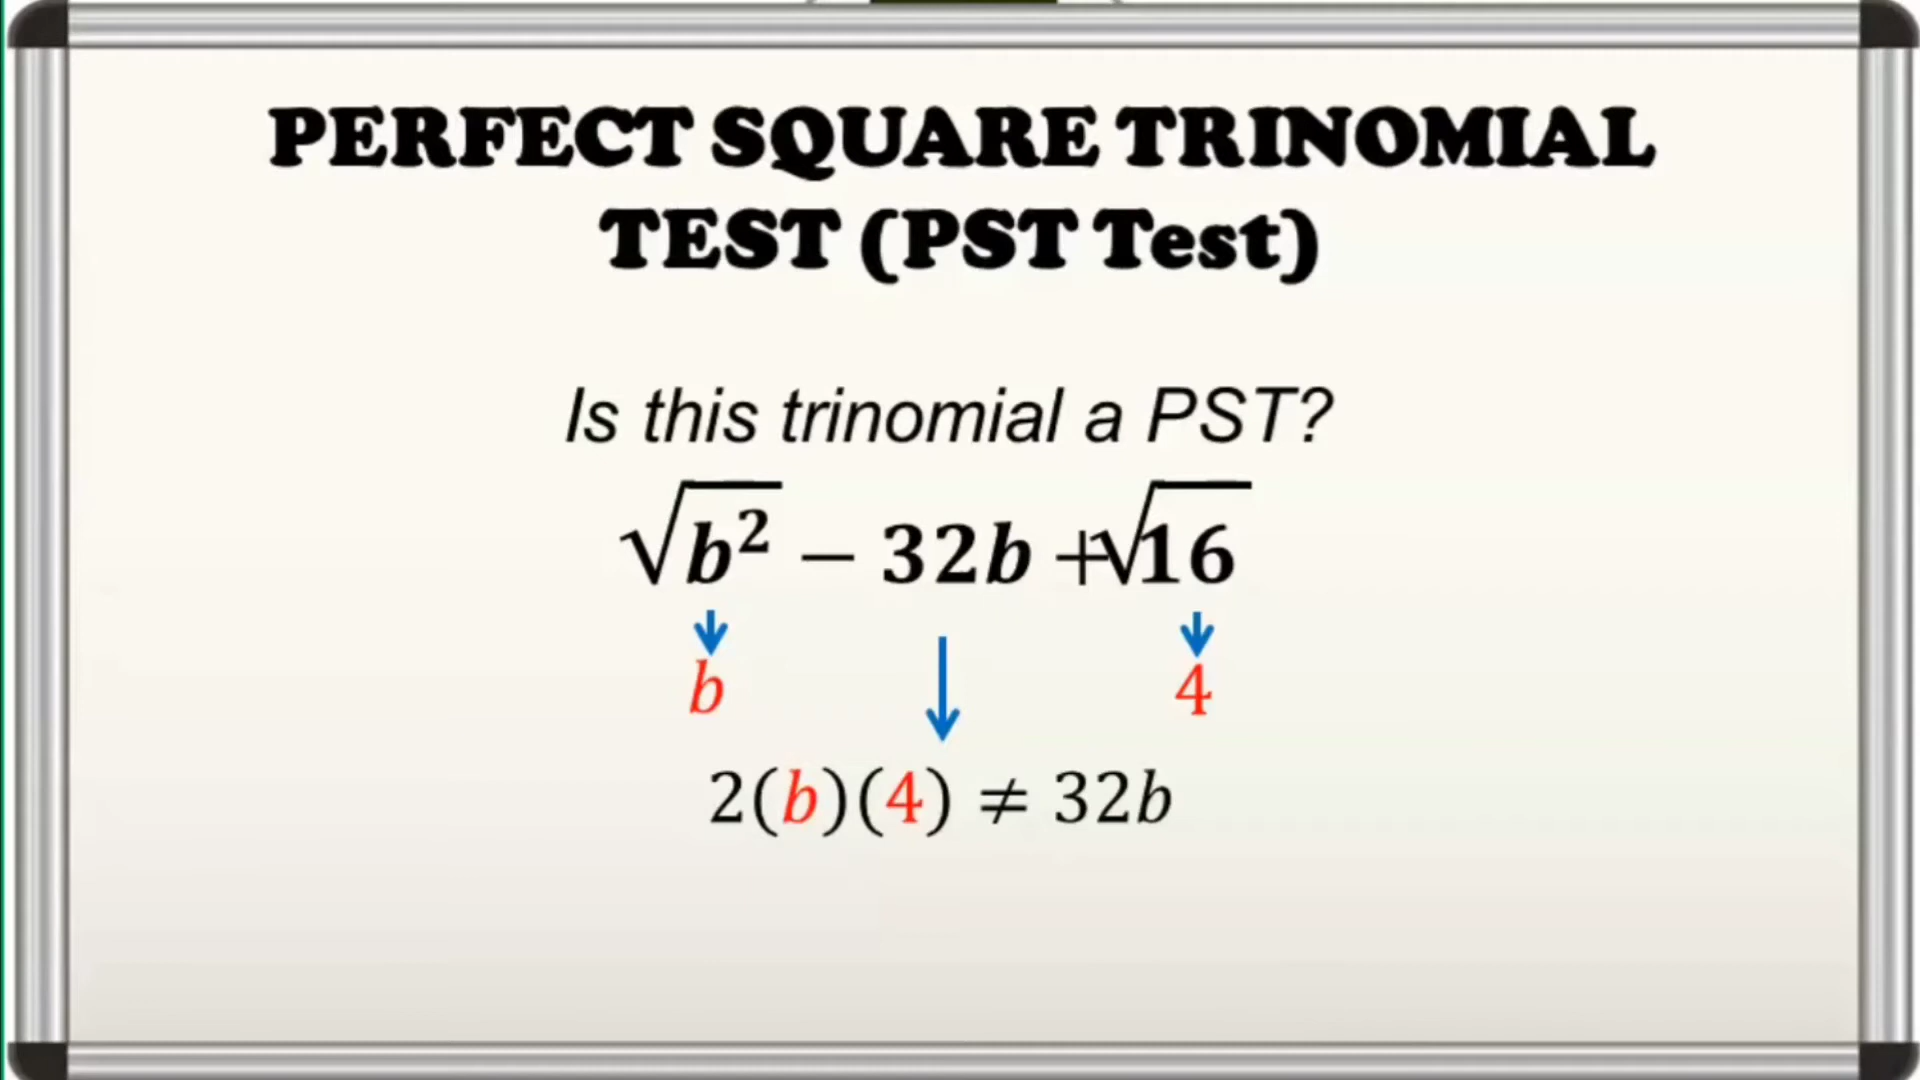 PERFECT SQUARE TRINOMIAL
TEST (PST Test)
Is this trinomial a PST?
√b² − 32b +√16
b 4
2(b)(4) ≠ 32b